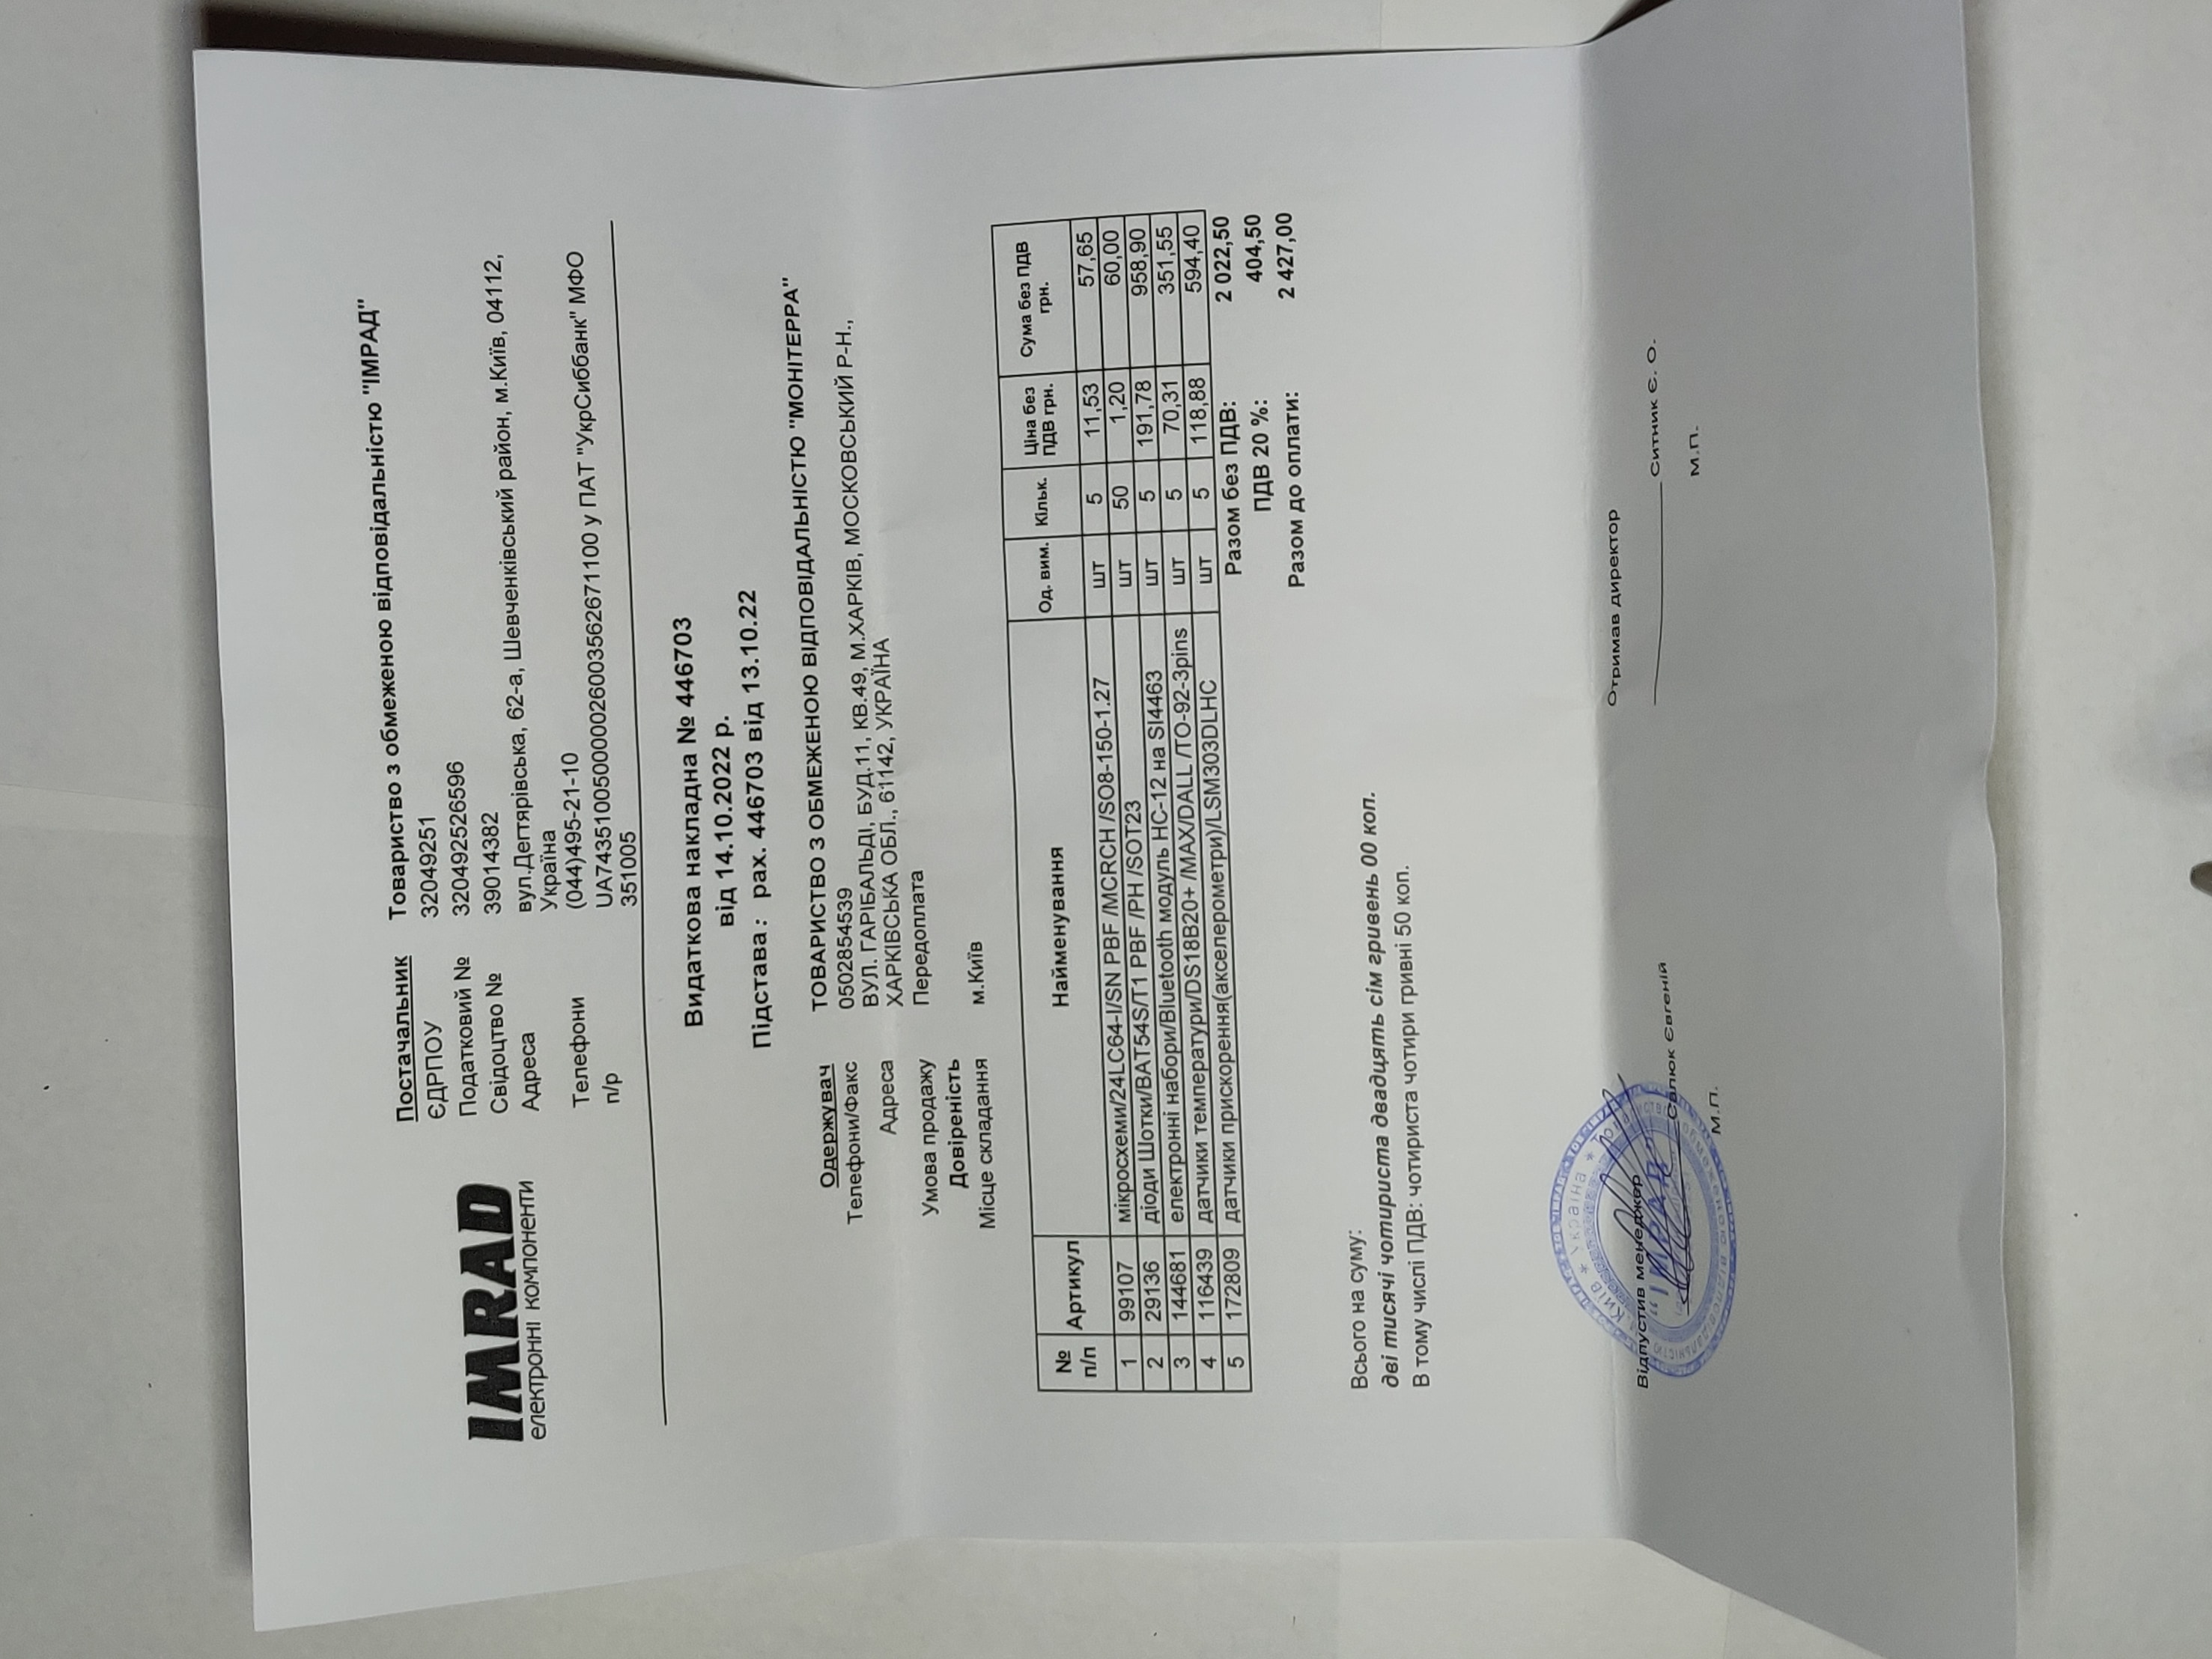 IMRAD
електронні компоненти
Постачальник Товариство з обмеженою відповідальністю "ІМРАД"
ЄДРПОУ 32049251
Податковий № 320492526596
Свідоцтво № 39014382
Адреса вул.Дегтярівська, 62-а, Шевченківський район, м.Київ, 04112,
Україна
Телефони (044)495-21-10
п/р UA743510050000026003562671100 у ПАТ "УкрСиббанк" МФО
351005
Видаткова накладна № 446703
від 14.10.2022 р.
Підстава: рах. 446703 від 13.10.22
Одержувач ТОВАРИСТВО З ОБМЕЖЕНОЮ ВІДПОВІДАЛЬНІСТЮ "МОНІТЕРРА"
Телефони/Факс 0502854539
Адреса ВУЛ. ГАРІБАЛЬДІ, БУД.11, КВ.49, М.ХАРКІВ, МОСКОВСЬКИЙ Р-Н.,
ХАРКІВСЬКА ОБЛ., 61142, УКРАЇНА
Умова продажу Передоплата
Довіреність
Місце складання м.Київ
№ п/п Артикул Найменування Од. вим. Кільк. Ціна без ПДВ грн. Сума без пдв грн.
1 99107 мікросхеми/24LC64-I/SN PBF /MCRCH /SO8-150-1.27 шт 5 11,53 57,65
2 29136 діоди Шотки/BAT54S/T1 PBF /PH /SOT23 шт 50 1,20 60,00
3 144681 електронні набори/Bluetooth модуль HC-12 на SI4463 шт 5 191,78 958,90
4 116439 датчики температури/DS18B20+ /MAX/DALL /TO-92-3pins шт 5 70,31 351,55
5 172809 датчики прискорення(акселерометри)/LSM303DLHC шт 5 118,88 594,40
Разом без ПДВ: 2 022,50
ПДВ 20 %: 404,50
Разом до оплати: 2 427,00
Всього на суму:
дві тисячі чотириста двадцять сім гривень 00 коп.
В тому числі ПДВ: чотириста чотири гривні 50 коп.
Відпустив менеджер Отримав директор
Євгеній Ситник Є. О.
М.П. М.П.